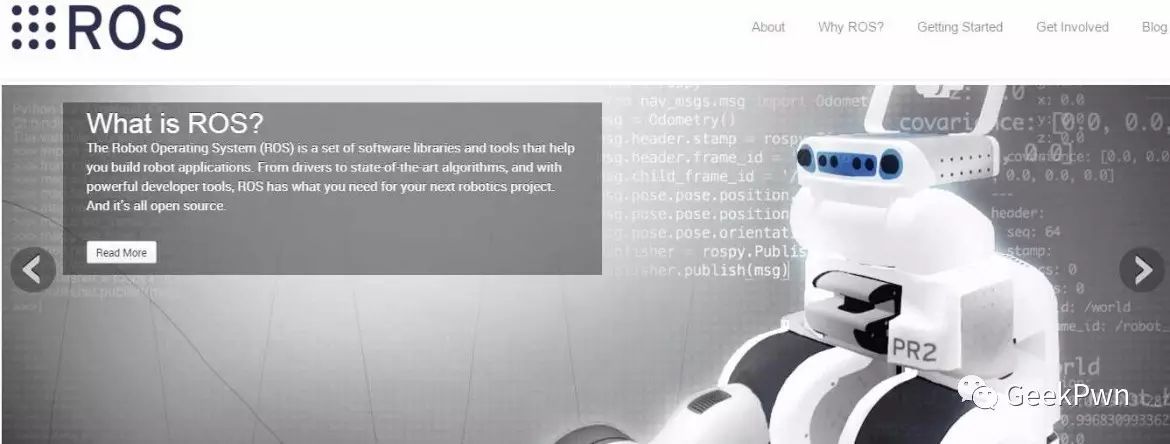 ROS
About
Why ROS?
Getting Started
Get Involved
Blog
What is ROS?
The Robot Operating System (ROS) is a set of software libraries and tools that help
you build robot applications. From drivers to state-of-the-art algorithms, and with
powerful developer tools, ROS has what you need for your next robotics project.
And it's all open source.
Read More
nav_msgs.msg import Odomet
msg = Odometry()
msg.header.stamp = rospy
msg.header.frame_id =
msg.child_frame_id = '/
msg.pose.pose.position
msg.pose.pose.position
msg.pose.pose.orientat
publisher = rospy.Publis
publisher.publish(msg)
x: 0.0
z: 0.0
covariance: [0.0, 0.0
covariance: [0.0
0.0, 0.0, 0.0]
header:
seq: 64
stamp:
: 0
: 0
/world
frame_id: /robot_
PR2
GeekPwn
0.996830993362